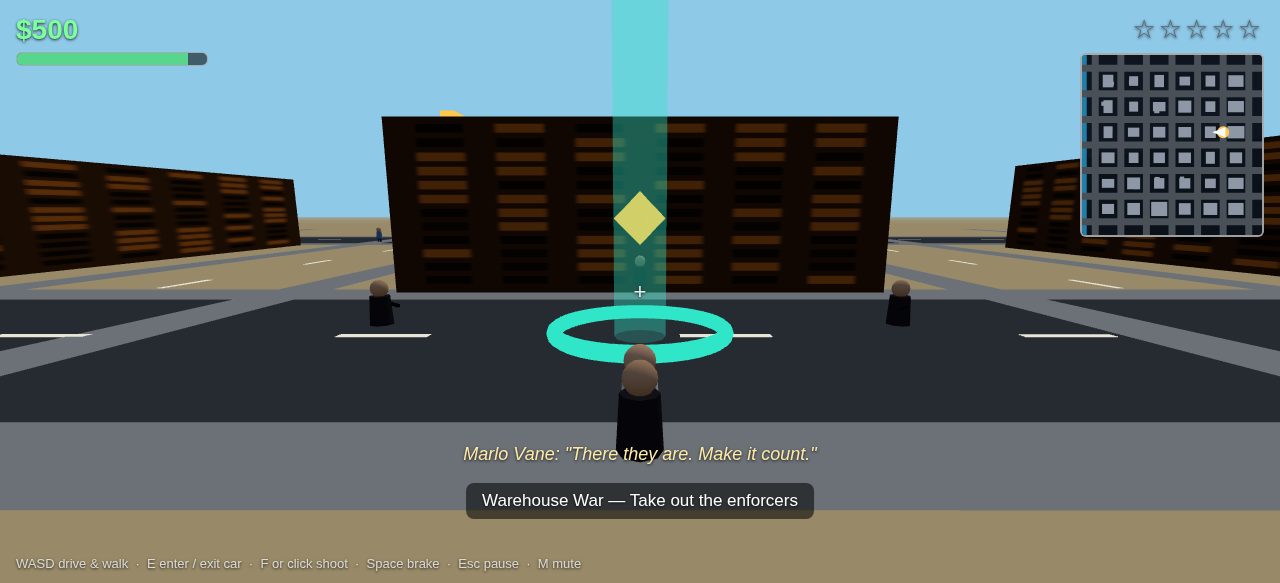 $500
☆☆☆☆☆
Marlo Vane: "There they are. Make it count."
Warehouse War — Take out the enforcers
WASD drive & walk · E enter / exit car · F or click shoot · Space brake · Esc pause · M mute